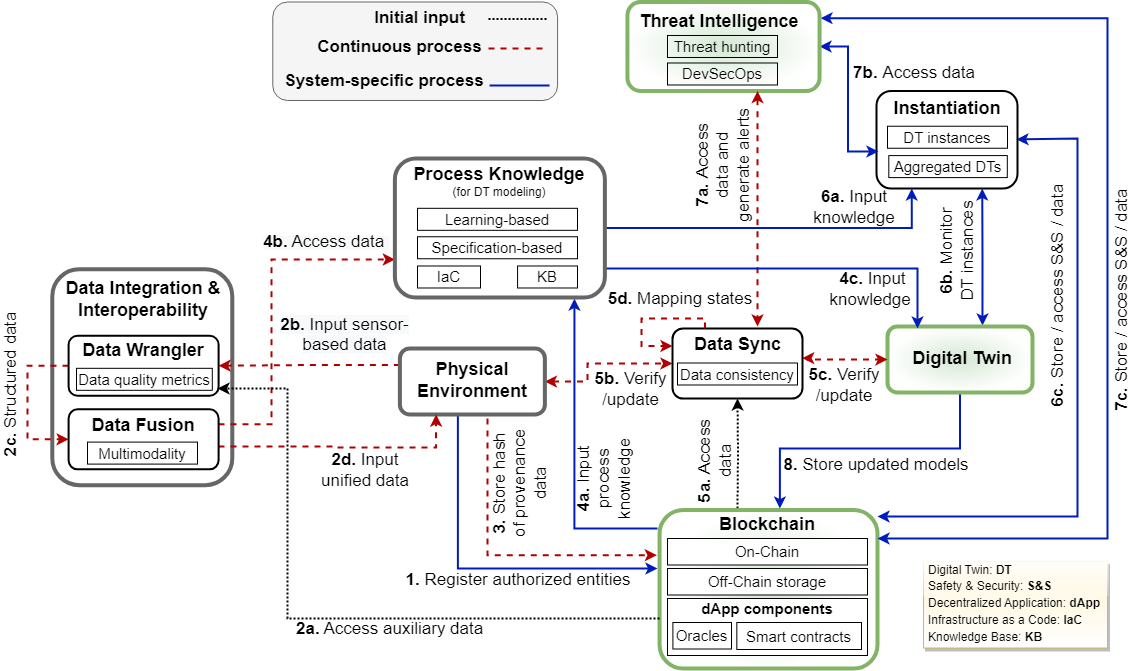 Initial input
Continuous process
System-specific process
Threat Intelligence
Threat hunting
DevSecOps
7b. Access data
Instantiation
DT instances
Aggregated DTs
7a. Access
data and
generate alerts
Process Knowledge
(for DT modeling)
Learning-based
Specification-based
IaC
KB
6a. Input
knowledge
6b. Monitor
DT instances
6c. Store / access S&S / data
7c. Store / access S&S / data
4b. Access data
4c. Input
knowledge
Data Integration &
Interoperability
Data Wrangler
Data quality metrics
Data Fusion
Multimodality
2c. Structured data
2b. Input sensor-
based data
Physical
Environment
5d. Mapping states
Data Sync
Data consistency
5b. Verify
/update
5c. Verify
/update
Digital Twin
2d. Input
unified data
3. Store hash
of provenance
data
4a. Input
process
knowledge
5a. Access
data
8. Store updated models
Blockchain
On-Chain
Off-Chain storage
dApp components
Oracles
Smart contracts
1. Register authorized entities
2a. Access auxiliary data
Digital Twin: DT
Safety & Security: S&S
Decentralized Application: dApp
Infrastructure as a Code: IaC
Knowledge Base: KB